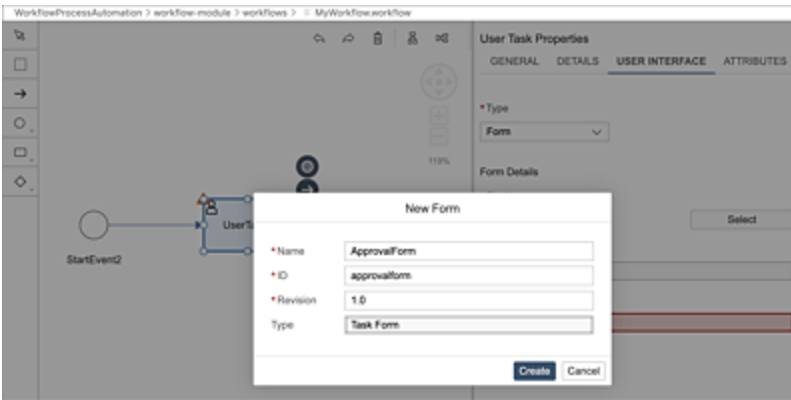 WorkflowProcessAutomation > workflow-module > workflows > MyWorkflow.workflow
User Task Properties
GENERAL DETAILS USER INTERFACE ATTRIBUTES
*Type
Form
119%
Form Details
New Form
Select
UserTa
StartEvent2
*Name ApprovalForm
*ID approvalform
*Revision 1.0
Type Task Form
Create Cancel